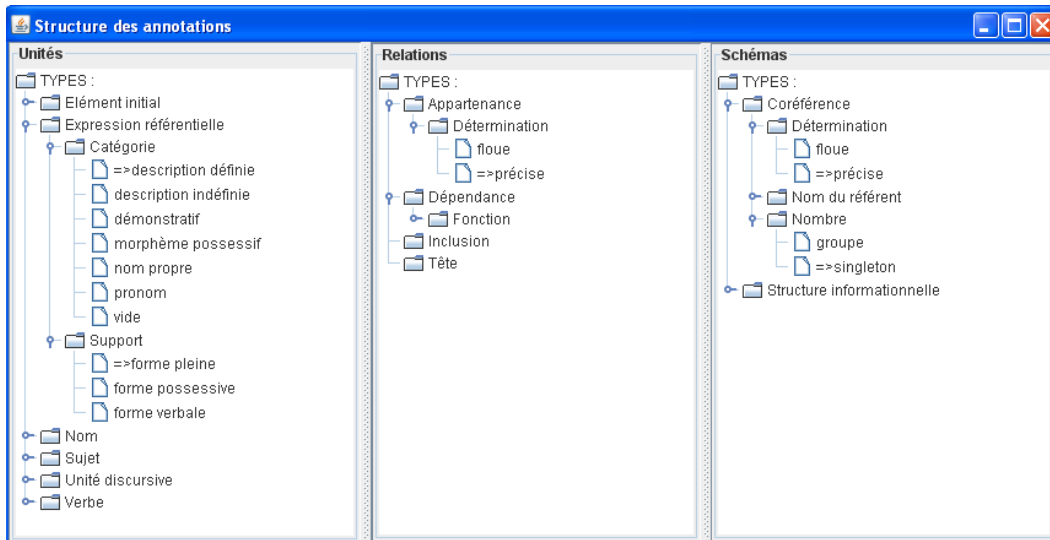 Structure des annotations
Unités
TYPES :
Elément initial
Expression référentielle
Catégorie
=>description définie
description indéfinie
démonstratif
morphème possessif
nom propre
pronom
vide
Support
=>forme pleine
forme possessive
forme verbale
Nom
Sujet
Unité discursive
Verbe
Relations
TYPES :
Appartenance
Détermination
floue
=>précise
Dépendance
Fonction
Inclusion
Tête
Schémas
TYPES :
Coréférence
Détermination
floue
=>précise
Nom du référent
Nombre
groupe
=>singleton
Structure informationnelle